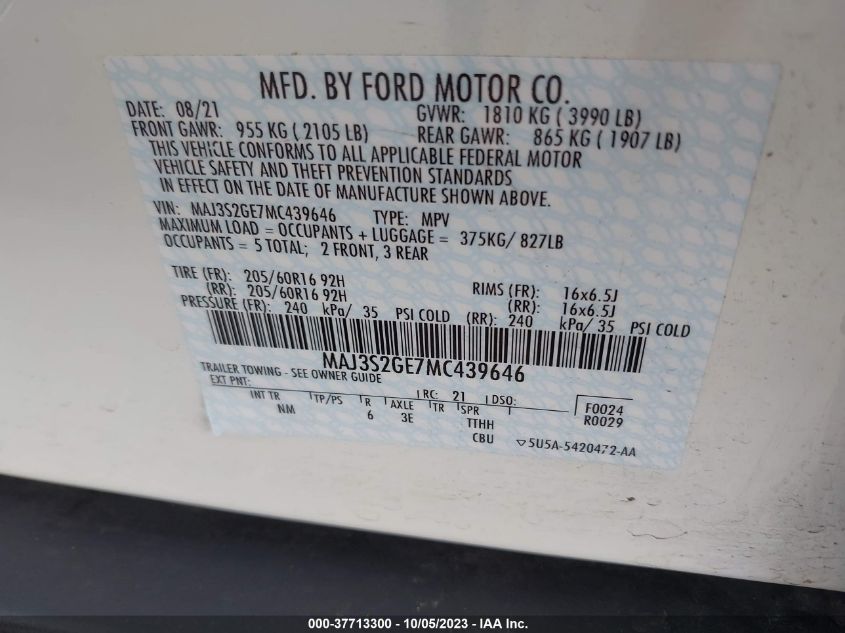 MFD. BY FORD MOTOR CO.
DATE: 08/21 GVWR: 1810 KG ( 3990 LB)
FRONT GAWR: 955 KG ( 2105 LB) REAR GAWR: 865 KG ( 1907 LB)
THIS VEHICLE CONFORMS TO ALL APPLICABLE FEDERAL MOTOR
VEHICLE SAFETY AND THEFT PREVENTION STANDARDS
IN EFFECT ON THE DATE OF MANUFACTURE SHOWN ABOVE.
VIN: MAJ3S2GE7MC439646 TYPE: MPV
MAXIMUM LOAD = OCCUPANTS + LUGGAGE = 375KG/ 827LB
OCCUPANTS = 5 TOTAL; 2 FRONT, 3 REAR
TIRE (FR): 205/60R16 92H RIMS (FR): 16x6.5J
(RR): 205/60R16 92H (RR): 16x6.5J
PRESSURE (FR): 240 kPa/ 35 PSI COLD (RR): 240 kPa/ 35 PSI COLD
MAJ3S2GE7MC439646
TRAILER TOWING - SEE OWNER GUIDE
EXT PNT: RC: 21 DSO: F0024
INT TR TP/PS R AXLE TR SPR R0029
NM 6 3E TTHH
CBU 5U5A-5420472-AA
000-37713300 - 10/05/2023 - IAA Inc.